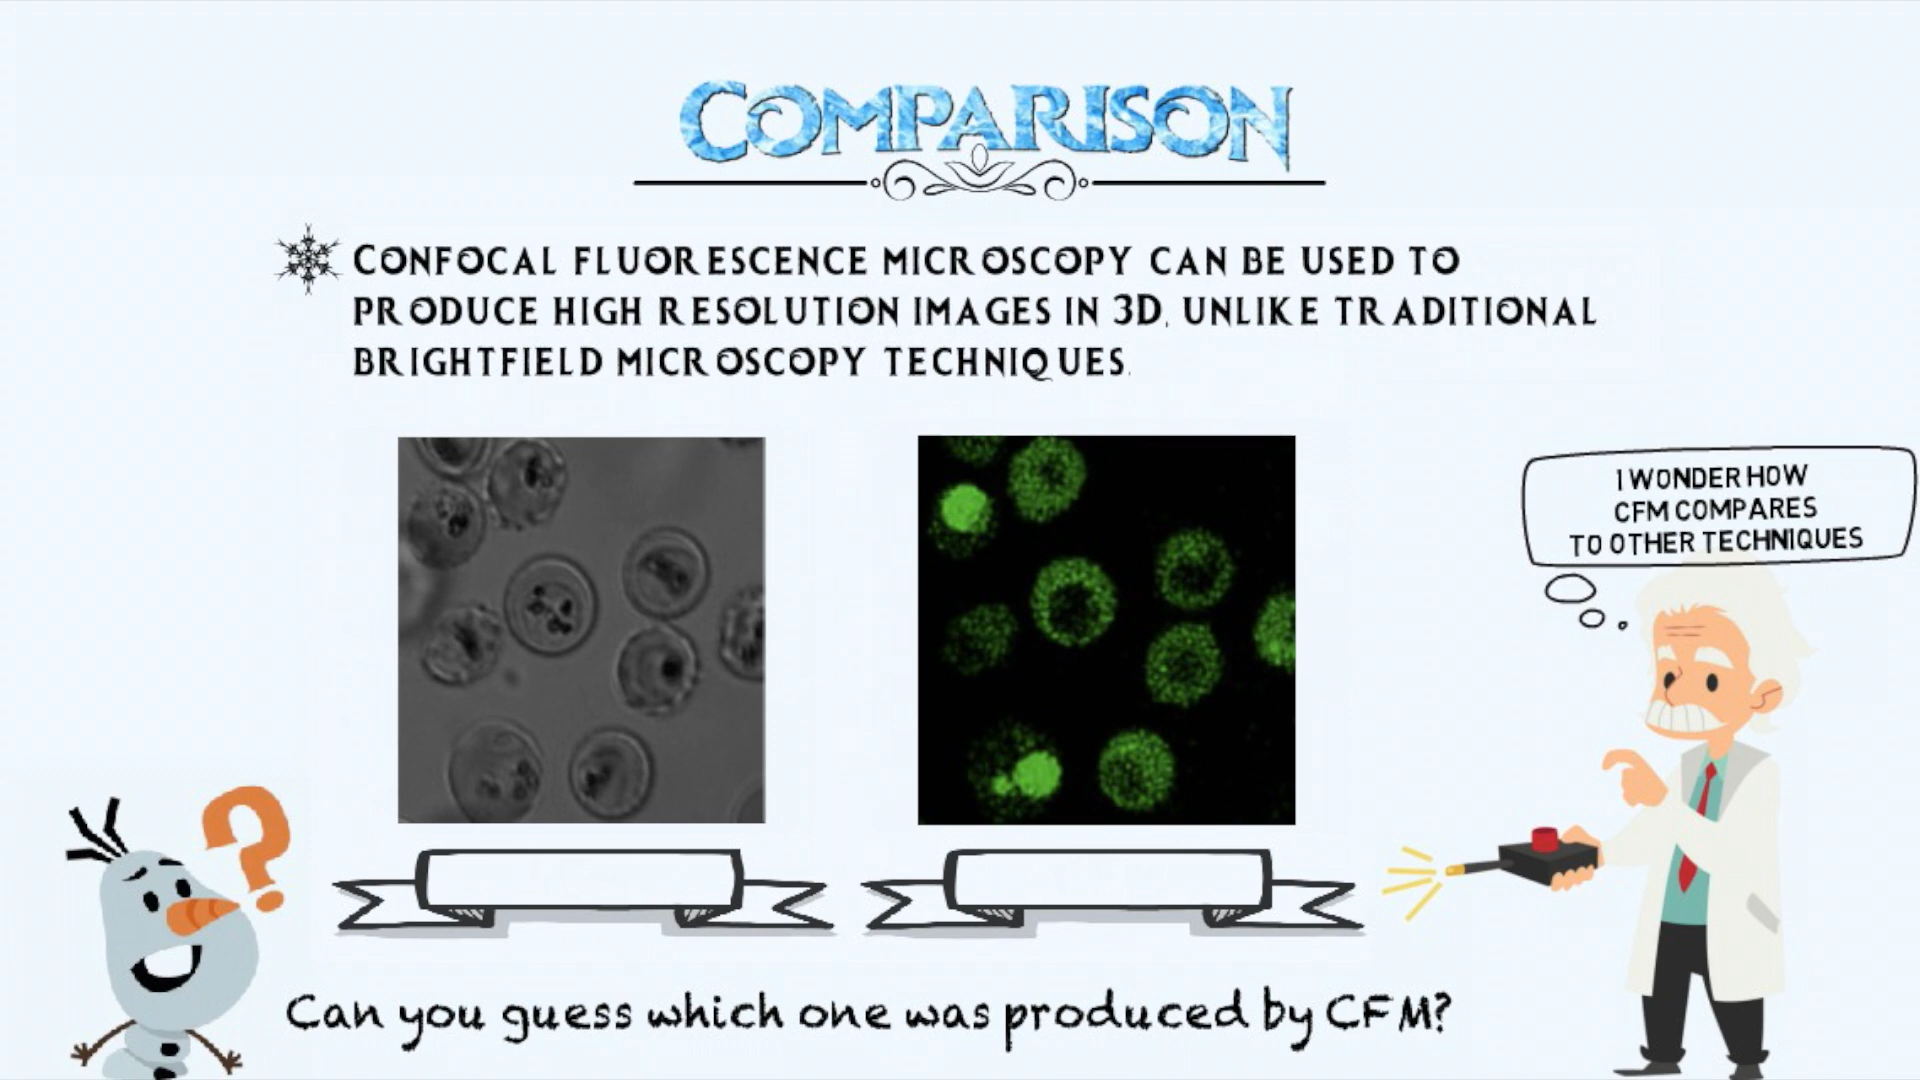 COMPARISON
CONFOCAL FLUORESCENCE MICROSCOPY CAN BE USED TO
PRODUCE HIGH RESOLUTION IMAGES IN 3D, UNLIKE TRADITIONAL
BRIGHTFIELD MICROSCOPY TECHNIQUES.
I WONDER HOW
CFM COMPARES
TO OTHER TECHNIQUES
Can you guess which one was produced by CFM?